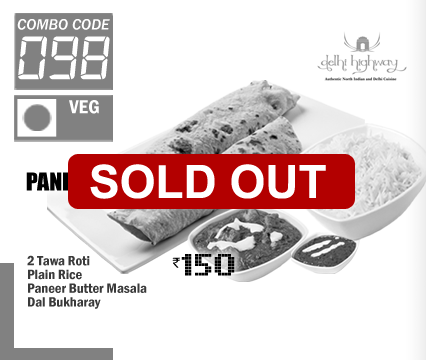 COMBO CODE
098
VEG
delhi highway
Authentic North Indian and Delhi Cuisine
PANE
SOLD OUT
2 Tawa Roti
Plain Rice
Paneer Butter Masala
Dal Bukharay
₹150